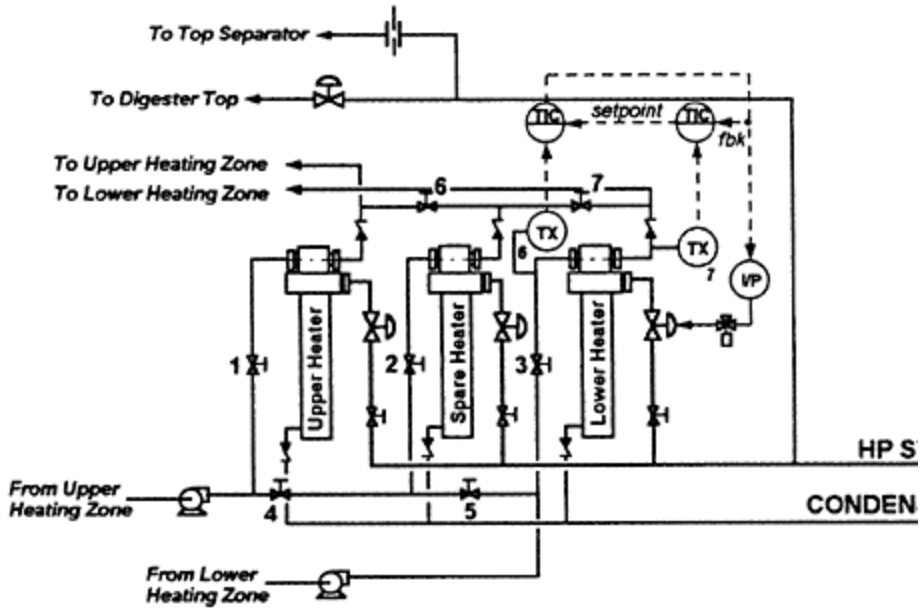 To Top Separator
To Digester Top
TIC
setpoint
TIC
fbk
To Upper Heating Zone
To Lower Heating Zone
6
7
TX
6
TX
7
I/P
1
Upper Heater
2
Spare Heater
3
Lower Heater
HP S
From Upper
Heating Zone
4
5
CONDEN
From Lower
Heating Zone